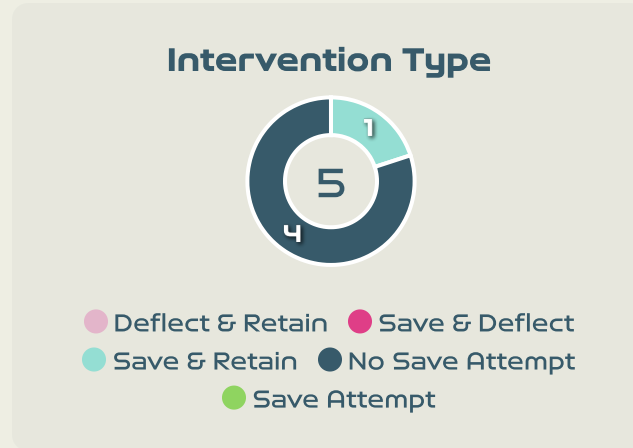 Intervention Type
1
5
4
Deflect & Retain Save & Deflect
Save & Retain No Save Attempt
Save Attempt